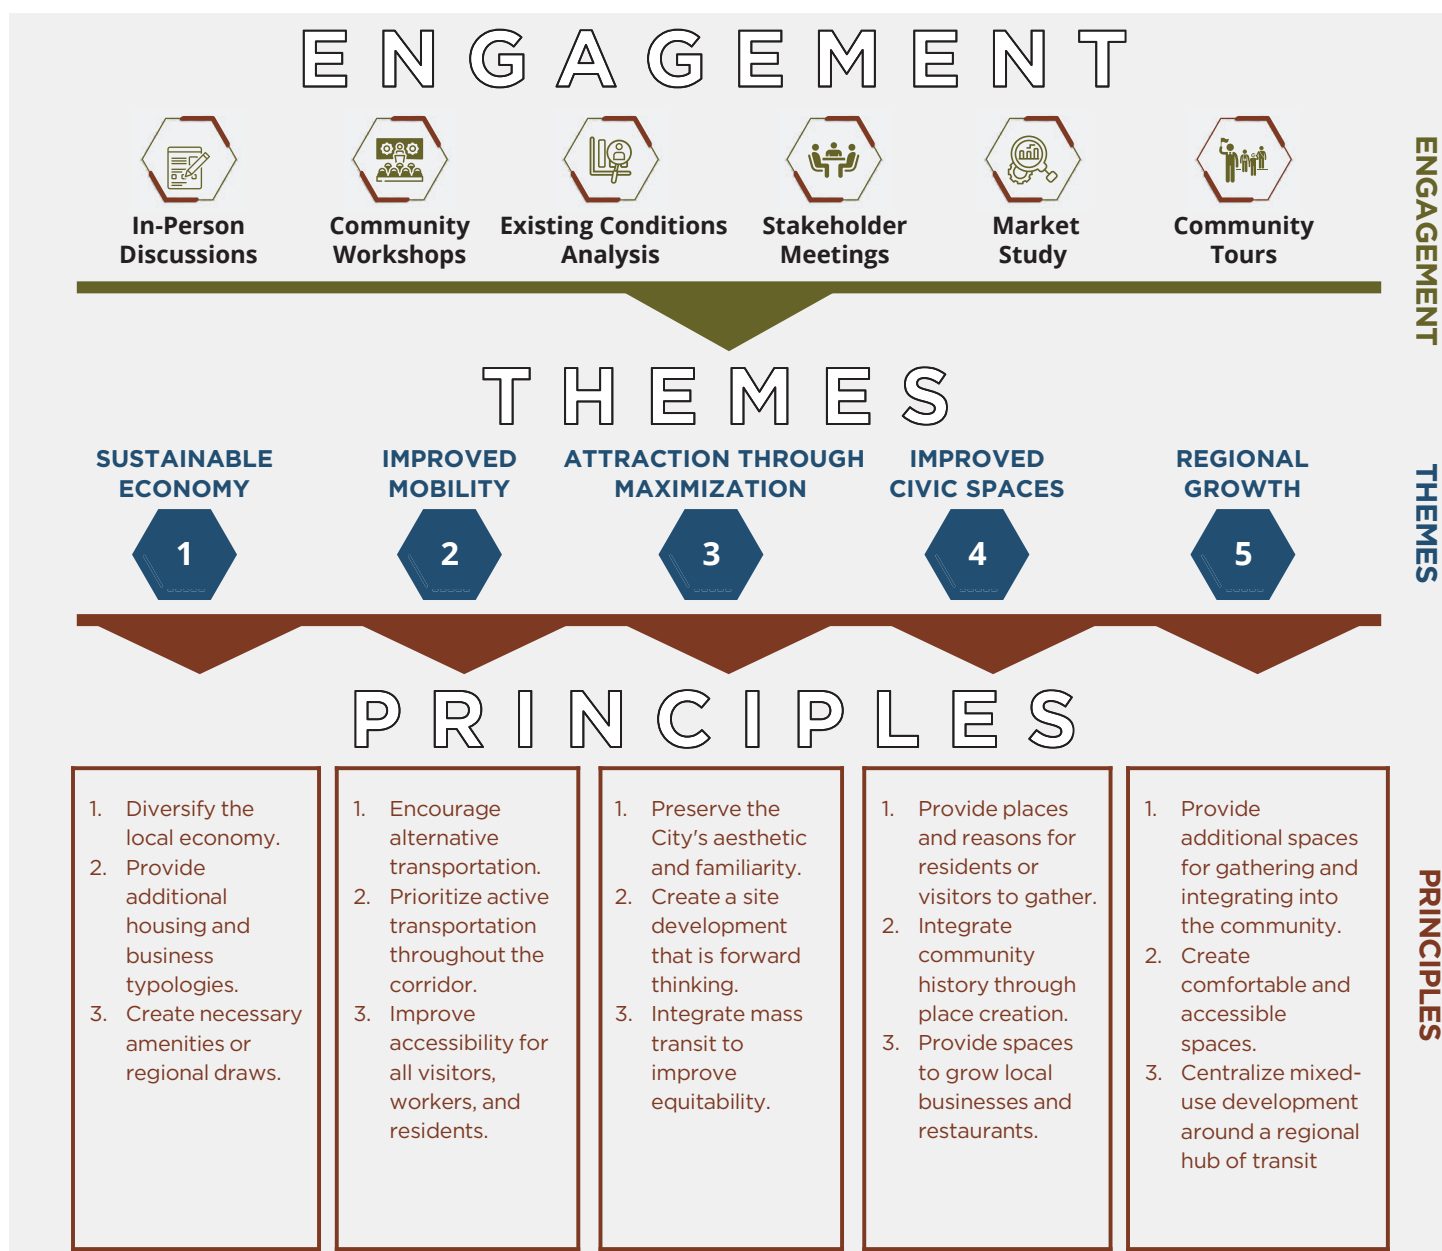 ENGAGEMENT
In-Person
Discussions
Community
Workshops
Existing Conditions
Analysis
Stakeholder
Meetings
Market
Study
Community
Tours
ENGAGEMENT
THEMES
SUSTAINABLE
ECONOMY
1
IMPROVED
MOBILITY
2
ATTRACTION THROUGH
MAXIMIZATION
3
IMPROVED
CIVIC SPACES
4
REGIONAL
GROWTH
5
THEMES
PRINCIPLES
1. Diversify the
local economy.
2. Provide
additional
housing and
business
typologies.
3. Create necessary
amenities or
regional draws.
1. Encourage
alternative
transportation.
2. Prioritize active
transportation
throughout the
corridor.
3. Improve
accessibility for
all visitors,
workers, and
residents.
1. Preserve the
City's aesthetic
and familiarity.
2. Create a site
development
that is forward
thinking.
3. Integrate mass
transit to
improve
equitability.
1. Provide places
and reasons for
residents or
visitors to gather.
2. Integrate
community
history through
place creation.
3. Provide spaces
to grow local
businesses and
restaurants.
1. Provide
additional spaces
for gathering and
integrating into
the community.
2. Create
comfortable and
accessible
spaces.
3. Centralize mixed-
use development
around a regional
hub of transit
PRINCIPLES